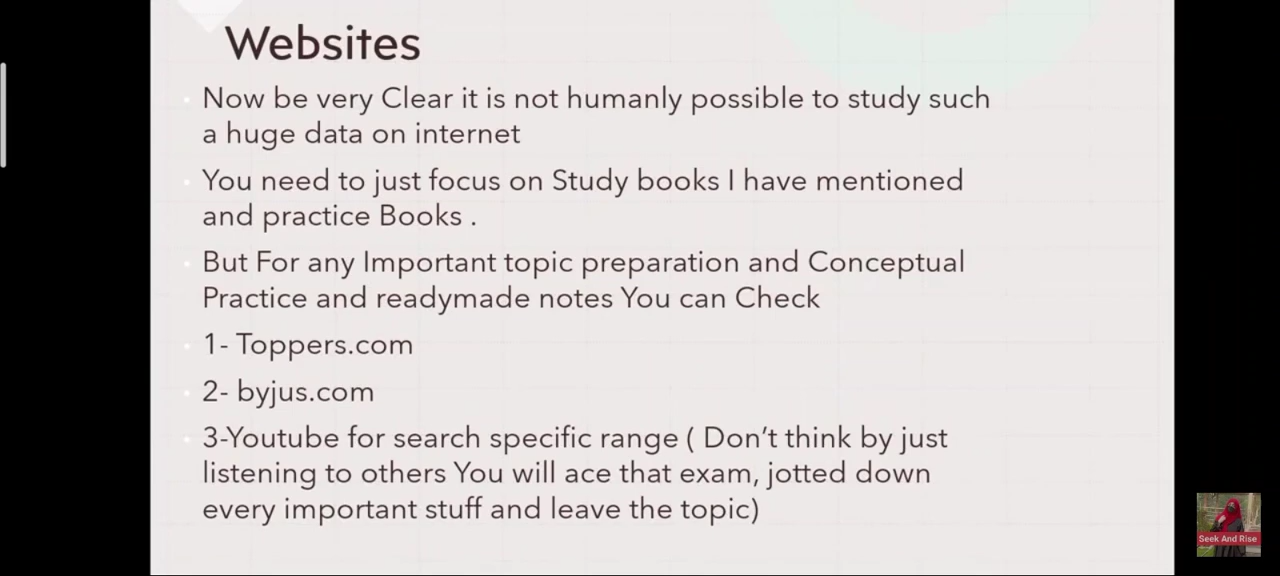 Websites
Now be very Clear it is not humanly possible to study such
a huge data on internet
You need to just focus on Study books I have mentioned
and practice Books .
But For any Important topic preparation and Conceptual
Practice and readymade notes You can Check
1- Toppers.com
2- byjus.com
3-Youtube for search specific range ( Don’t think by just
listening to others You will ace that exam, jotted down
every important stuff and leave the topic)
Seek And Rise